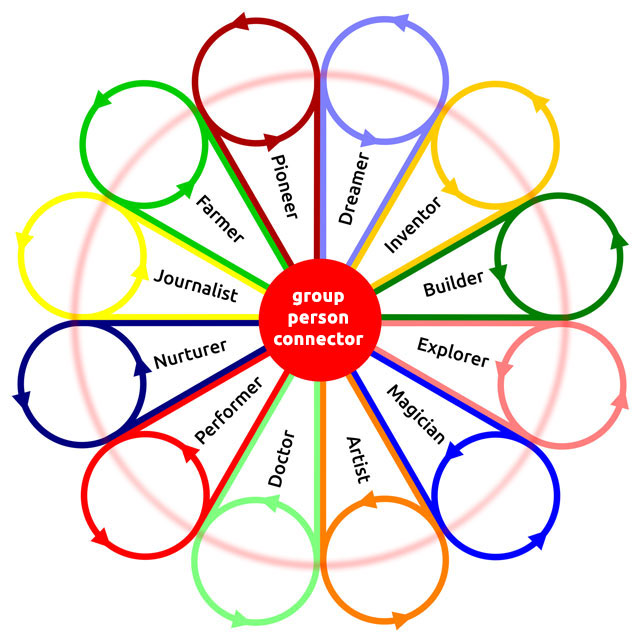 Pioneer
Dreamer
Farmer
Inventor
Journalist
Builder
group
person
connector
Nurturer
Explorer
Performer
Magician
Doctor
Artist